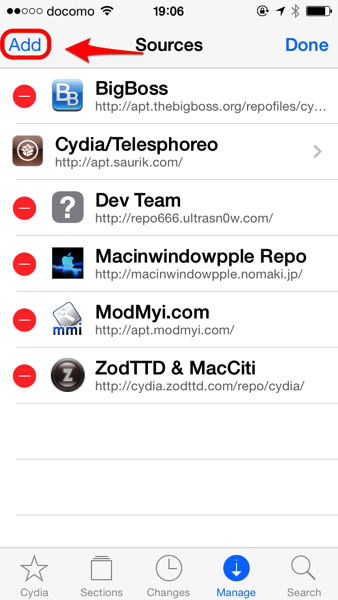 docomo 19:06
Add Sources Done
BigBoss
http://apt.thebigboss.org/repofiles/cy...
Cydia/Telesphoreo
http://apt.saurik.com/
Dev Team
http://repo666.ultrasn0w.com/
Macinwindowpple Repo
http://macinwindowpple.nomaki.jp/
ModMyi.com
http://apt.modmyi.com/
ZodTTD & MacCiti
http://cydia.zodttd.com/repo/cydia/
Cydia Sections Changes Manage Search